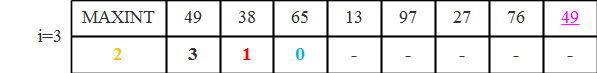 MAXINT 49 38 65 13 97 27 76 49
i=3
2 3 1 0 - - - - -